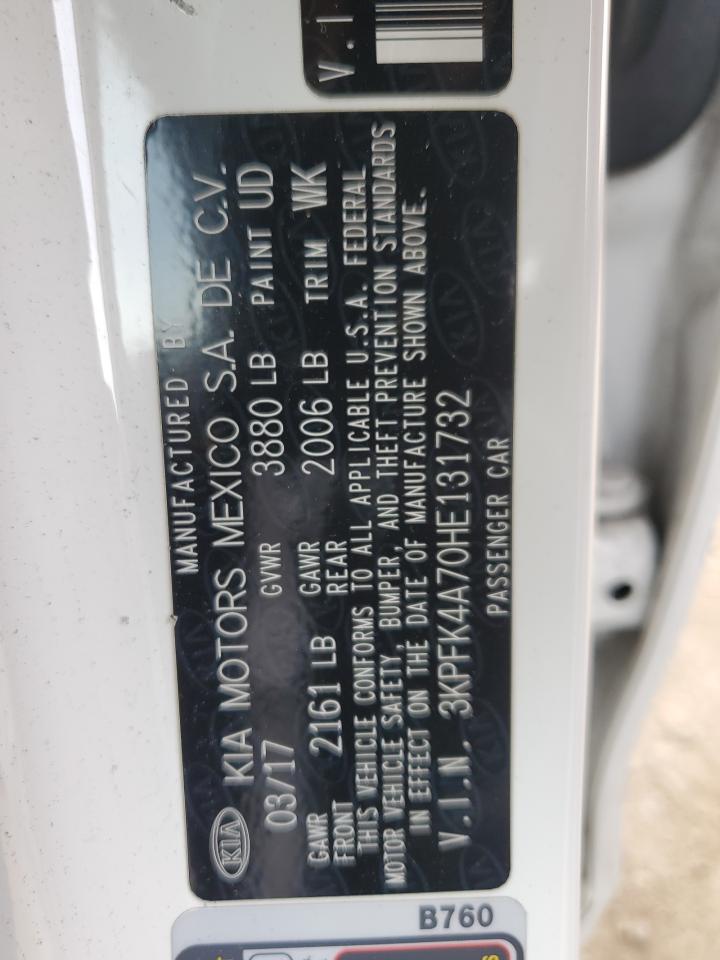 V.I
MANUFACTURED BY
KIA KIA MOTORS MEXICO S.A. DE C.V.
03/17 GVWR 3880 LB PAINT UD
GAWR FRONT 2161 LB GAWR REAR 2006 LB TRIM WK
THIS VEHICLE CONFORMS TO ALL APPLICABLE U.S.A. FEDERAL
MOTOR VEHICLE SAFETY, BUMPER, AND THEFT PREVENTION STANDARDS
IN EFFECT ON THE DATE OF MANUFACTURE SHOWN ABOVE.
V.I.N. 3KPFK4A70HE131732
PASSENGER CAR
B760